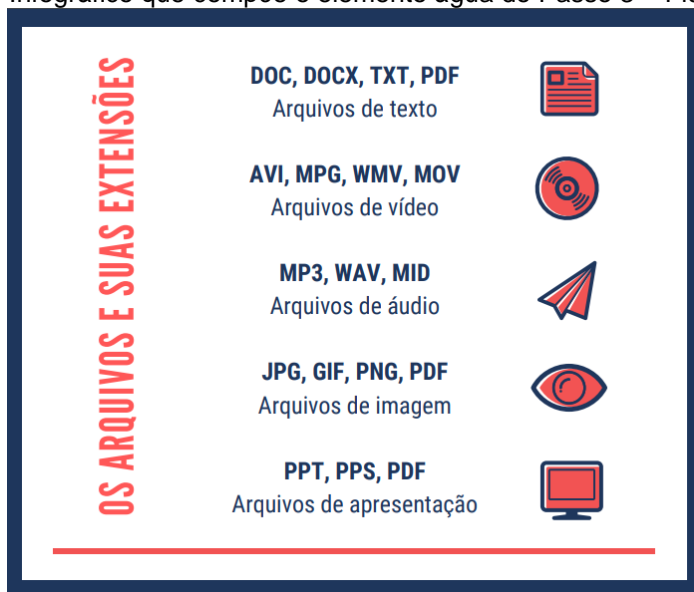 OS ARQUIVOS E SUAS EXTENSÕES
DOC, DOCX, TXT, PDF
Arquivos de texto
AVI, MPG, WMV, MOV
Arquivos de vídeo
MP3, WAV, MID
Arquivos de áudio
JPG, GIF, PNG, PDF
Arquivos de imagem
PPT, PPS, PDF
Arquivos de apresentação